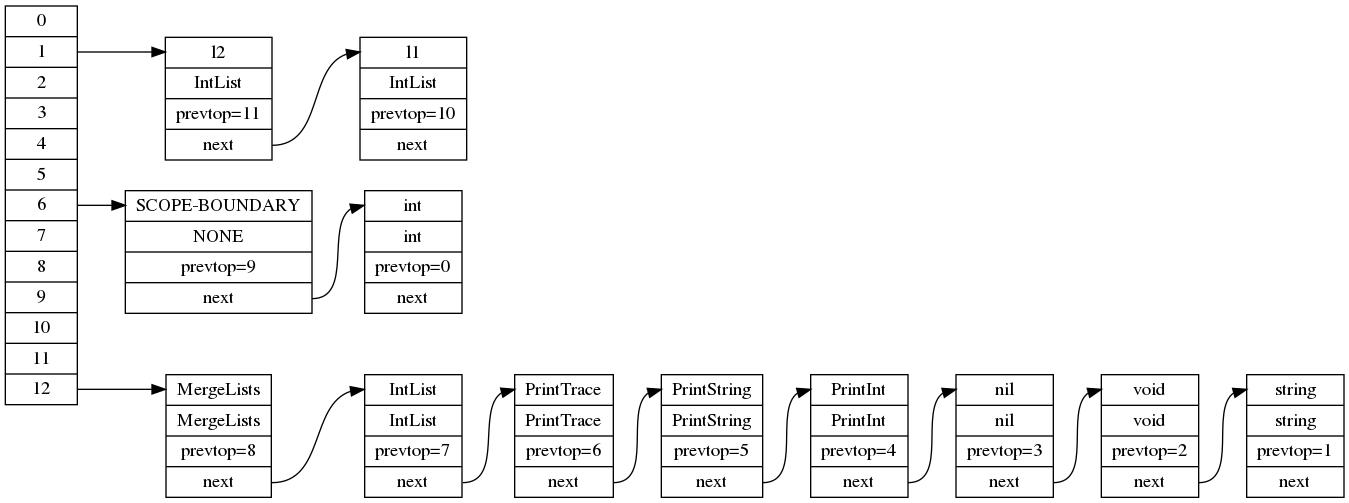 0
1
2
3
4
5
6
7
8
9
10
11
12
l2
IntList
prevtop=11
next
l1
IntList
prevtop=10
next
SCOPE-BOUNDARY
NONE
prevtop=9
next
int
int
prevtop=0
next
MergeLists
MergeLists
prevtop=8
next
IntList
IntList
prevtop=7
next
PrintTrace
PrintTrace
prevtop=6
next
PrintString
PrintString
prevtop=5
next
PrintInt
PrintInt
prevtop=4
next
nil
nil
prevtop=3
next
void
void
prevtop=2
next
string
string
prevtop=1
next